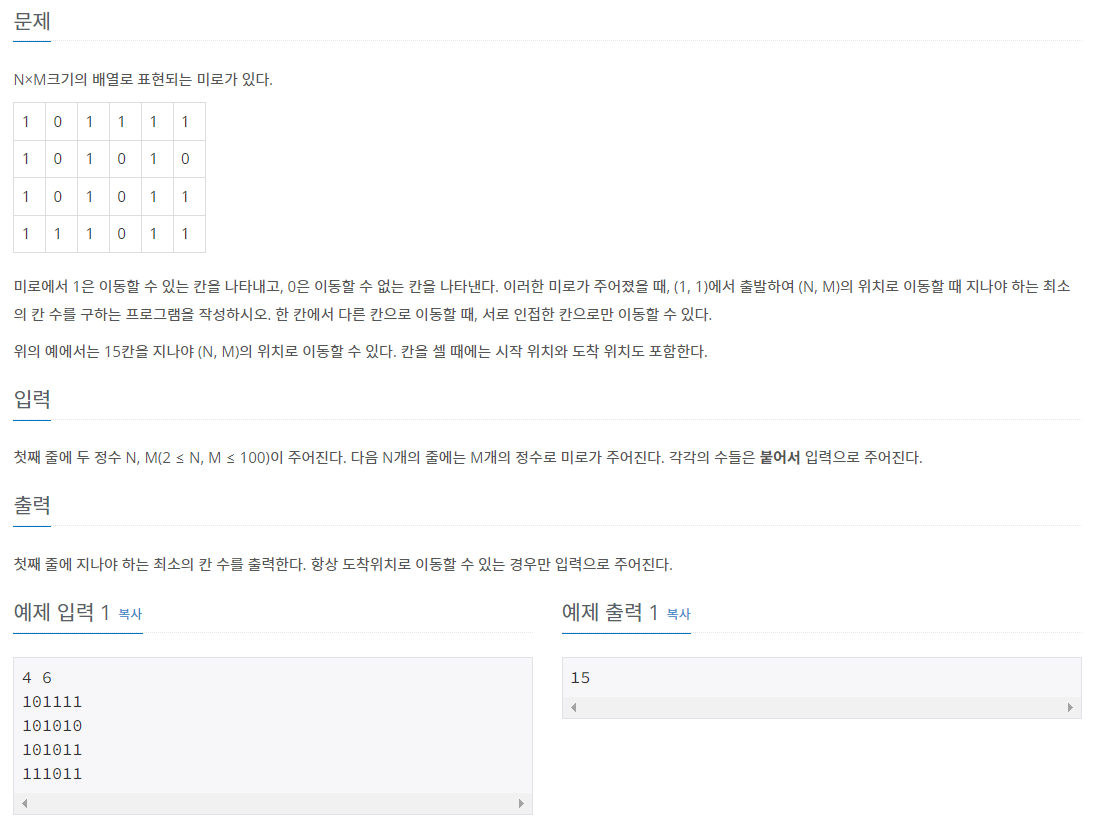 문제
N×M크기의 배열로 표현되는 미로가 있다.
1 0 1 1 1 1
1 0 1 0 1 0
1 0 1 0 1 1
1 1 1 0 1 1
미로에서 1은 이동할 수 있는 칸을 나타내고, 0은 이동할 수 없는 칸을 나타낸다. 이러한 미로가 주어졌을 때, (1, 1)에서 출발하여 (N, M)의 위치로 이동할 때 지나야 하는 최소
의 칸 수를 구하는 프로그램을 작성하시오. 한 칸에서 다른 칸으로 이동할 때, 서로 인접한 칸으로만 이동할 수 있다.
위의 예에서는 15칸을 지나야 (N, M)의 위치로 이동할 수 있다. 칸을 셀 때에는 시작 위치와 도착 위치도 포함한다.
입력
첫째 줄에 두 정수 N, M(2 ≤ N, M ≤ 100)이 주어진다. 다음 N개의 줄에는 M개의 정수로 미로가 주어진다. 각각의 수들은 붙어서 입력으로 주어진다.
출력
첫째 줄에 지나야 하는 최소의 칸 수를 출력한다. 항상 도착위치로 이동할 수 있는 경우만 입력으로 주어진다.
예제 입력 1 복사
4 6
101111
101010
101011
111011
예제 출력 1 복사
15